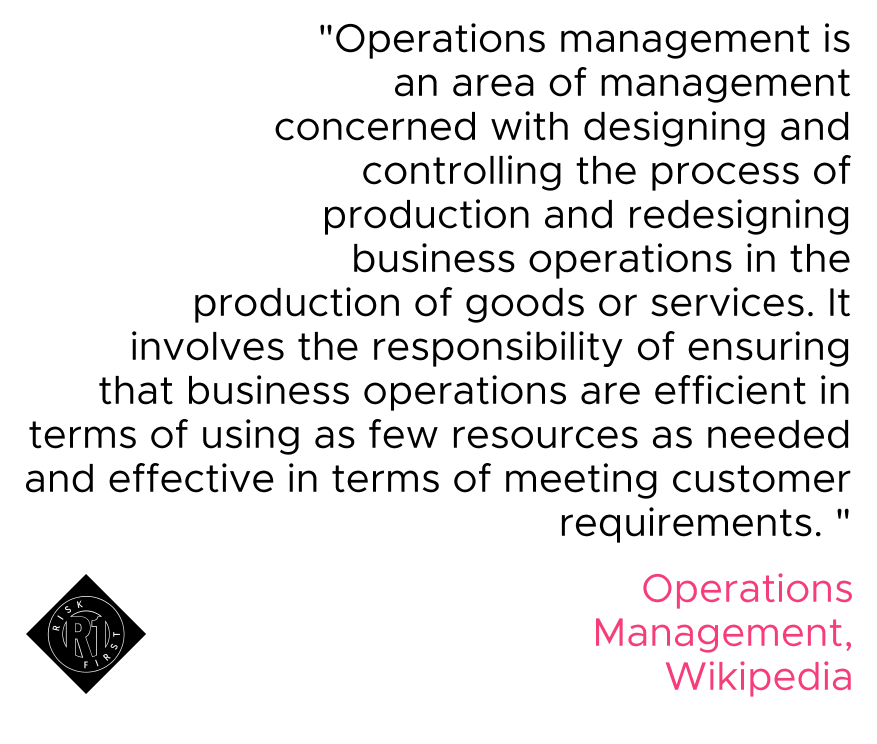 "Operations management is
an area of management
concerned with designing and
controlling the process of
production and redesigning
business operations in the
production of goods or services. It
involves the responsibility of ensuring
that business operations are efficient in
terms of using as few resources as needed
and effective in terms of meeting customer
requirements. "
Operations
Management,
Wikipedia
RISK
R1
FIRST